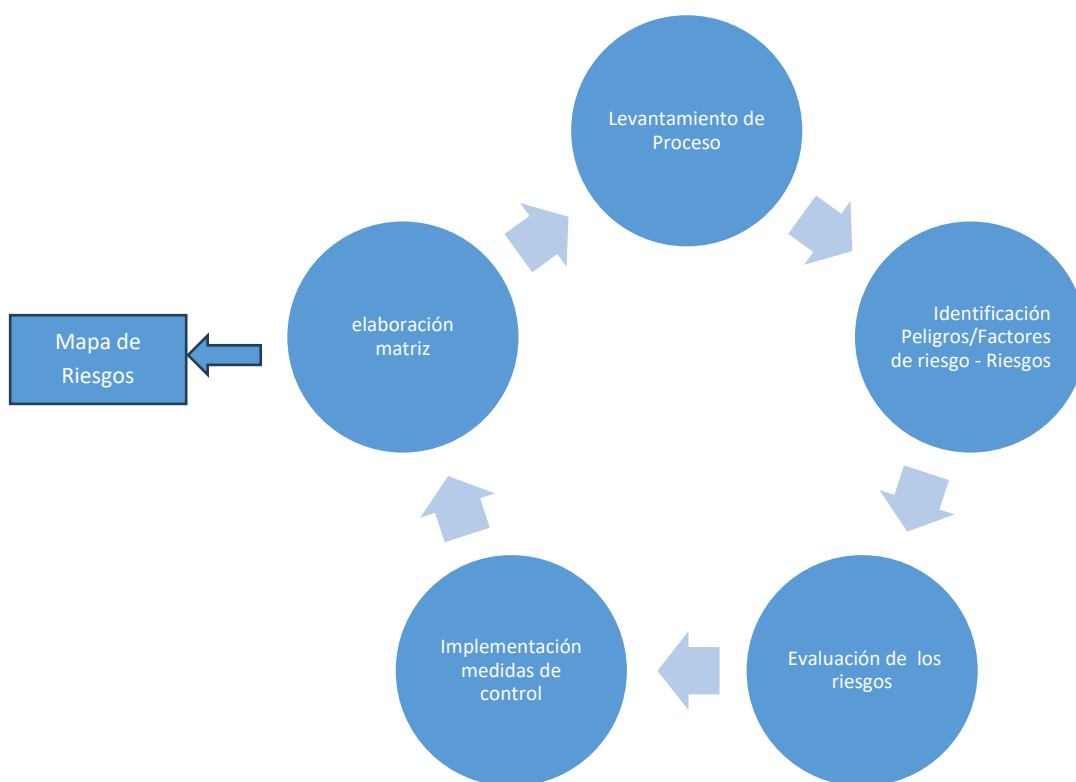 Levantamiento de
Proceso
Identificación
Peligros/Factores
de riesgo - Riesgos
Evaluación de los
riesgos
Implementación
medidas de
control
elaboración
matriz
Mapa de
Riesgos